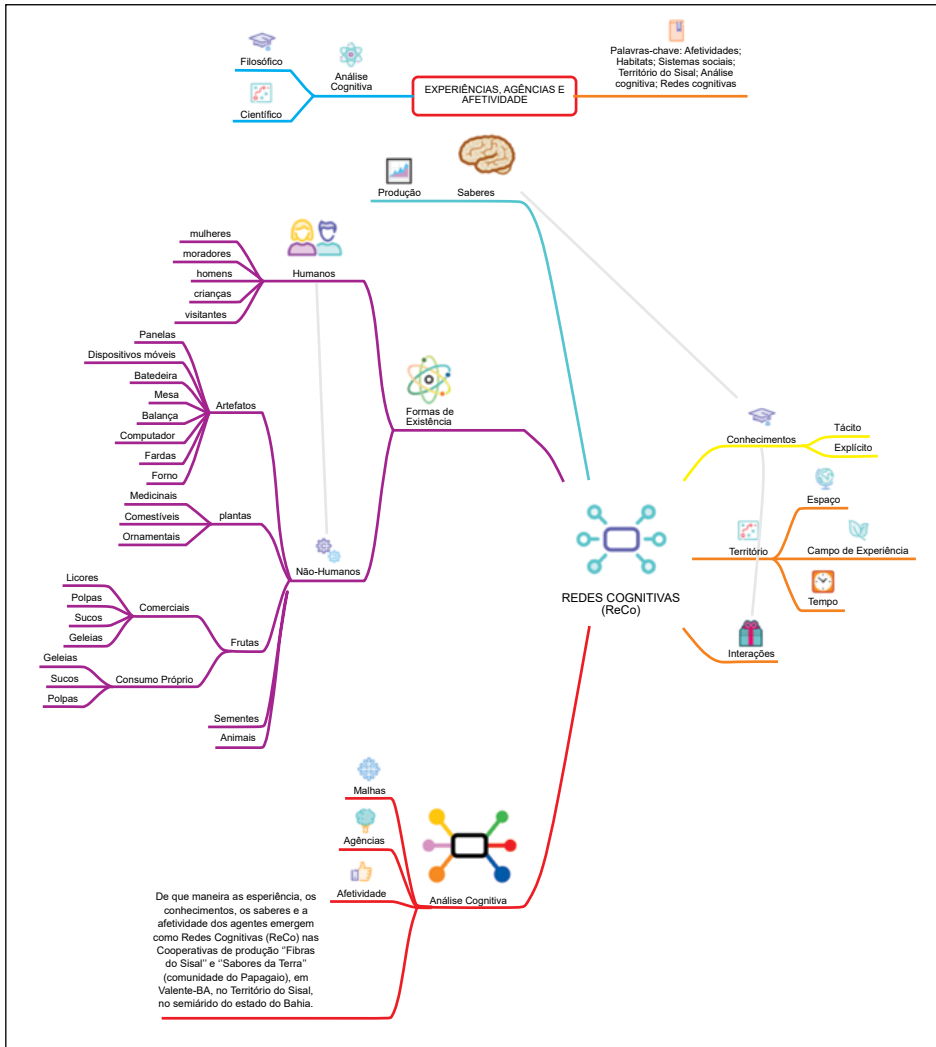 Filosófico
Científico
Análise
Cognitiva
EXPERIÊNCIAS, AGÊNCIAS E
AFETIVIDADE
Palavras-chave: Afetividades;
Habitats; Sistemas sociais;
Território do Sisal; Análise
cognitiva; Redes cognitivas
Produção
Saberes
mulheres
moradores
homens
crianças
visitantes
Humanos
Panelas
Dispositivos móveis
Batedeira
Mesa
Balança
Computador
Fardas
Forno
Artefatos
Medicinais
Comestíveis
Ornamentais
plantas
Licores
Polpas
Sucos
Geleias
Comerciais
Geleias
Sucos
Polpas
Consumo Próprio
Frutas
Sementes
Animais
Não-Humanos
Formas de
Existência
REDES COGNITIVAS
(ReCo)
Conhecimentos
Tácito
Explícito
Território
Espaço
Campo de Experiência
Tempo
Interações
Malhas
Agências
Afetividade
Análise Cognitiva
De que maneira as esperiência, os
conhecimentos, os saberes e a
afetividade dos agentes emergem
como Redes Cognitivas (ReCo) nas
Cooperativas de produção “Fibras
do Sisal” e “Sabores da Terra”
(comunidade do Papagaio), em
Valente-BA, no Território do Sisal,
no semiárido do estado do Bahia.